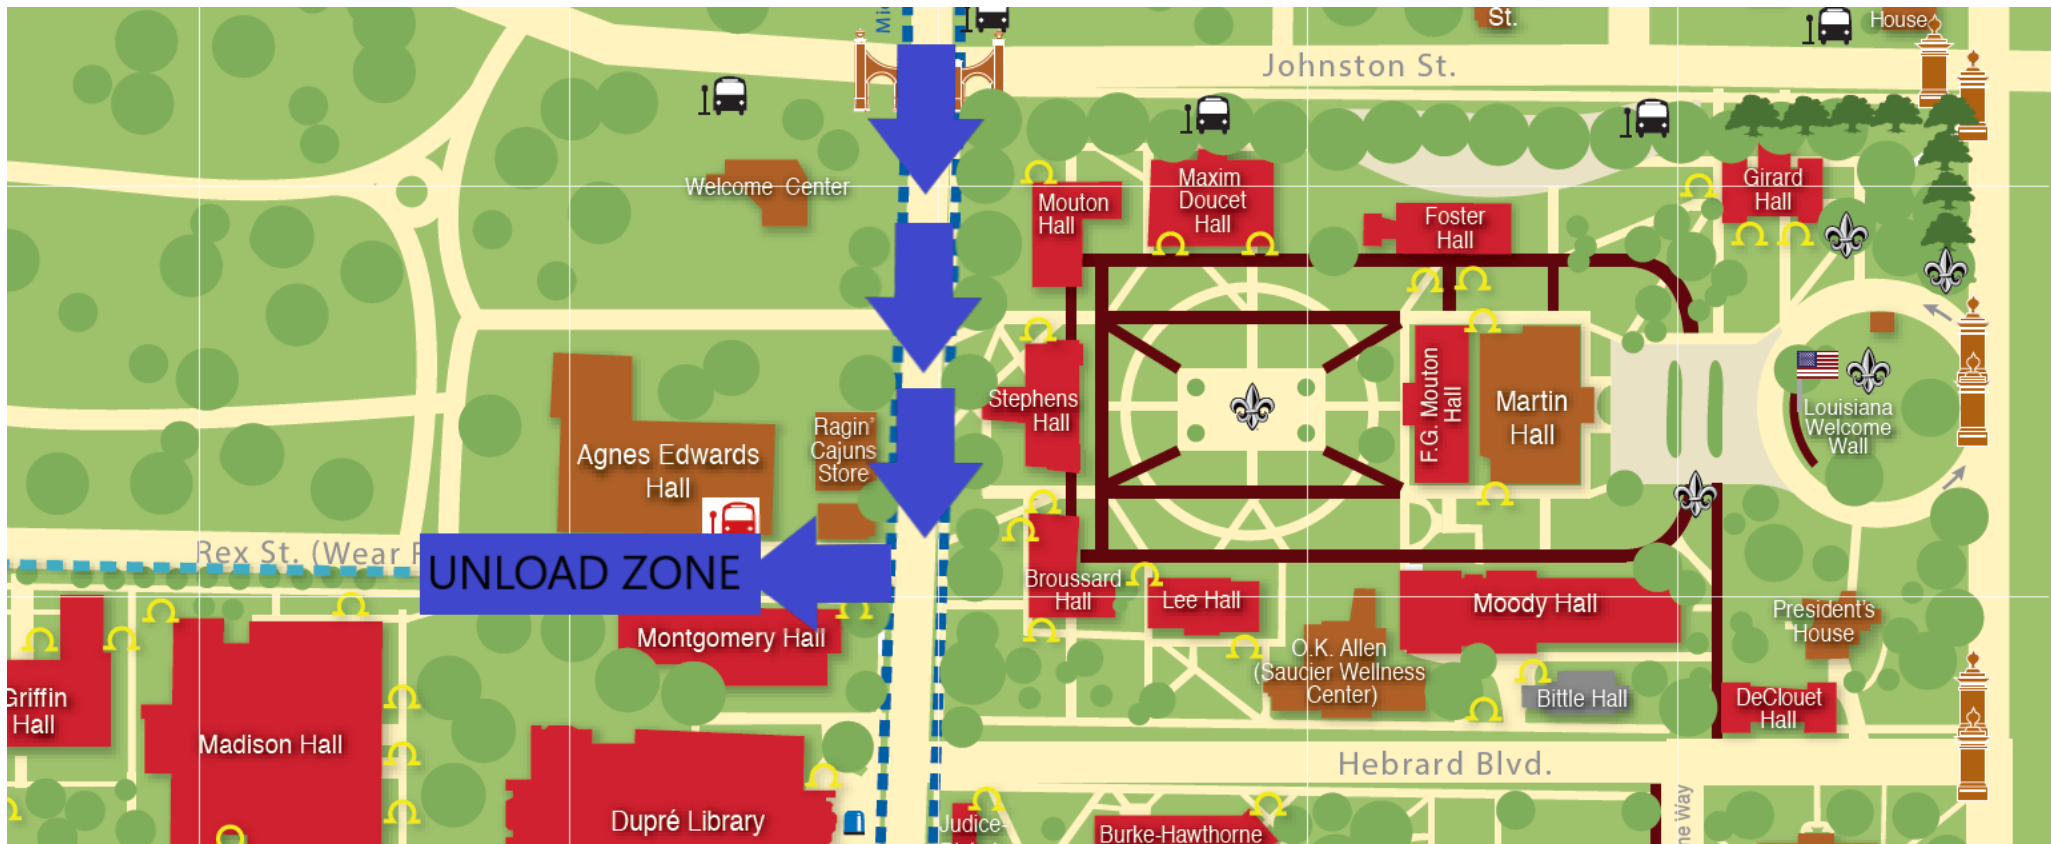 St.
House
Johnston St.
Welcome Center
Mouton
Hall
Maxim
Doucet
Hall
Foster
Hall
Girard
Hall
Stephens
Hall
F.G. Mouton
Hall
Martin
Hall
Louisiana
Welcome
Wall
Agnes Edwards
Hall
Ragin'
Cajuns
Store
Rex St. (Wear
UNLOAD ZONE
Broussard
Hall
Lee Hall
Moody Hall
President's
House
Montgomery Hall
O.K. Allen
(Saucier Wellness
Center)
Bittle Hall
DeClouet
Hall
Griffin
Hall
Madison Hall
Hebrard Blvd.
Dupré Library
Judice-
Burke-Hawthorne
Way